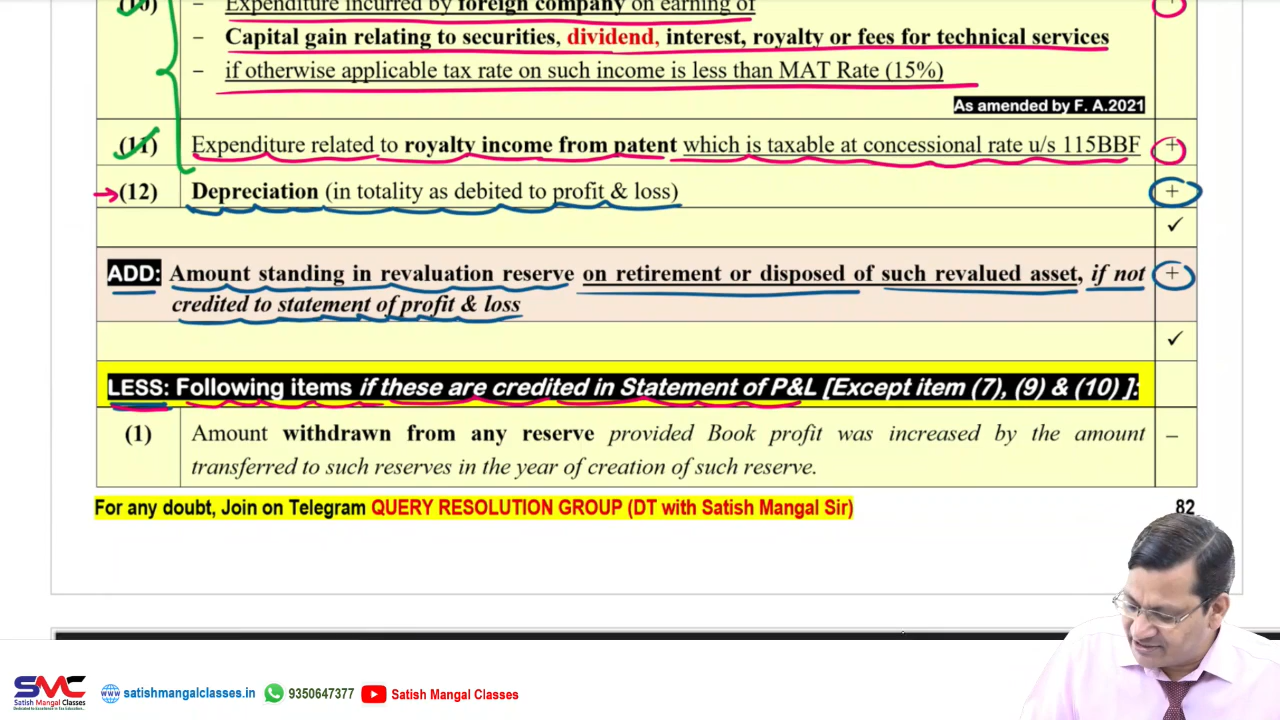 (10) – Expenditure incurred by foreign company on earning of +
– Capital gain relating to securities, dividend, interest, royalty or fees for technical services
– if otherwise applicable tax rate on such income is less than MAT Rate (15%)
As amended by F. A.2021
(11) Expenditure related to royalty income from patent which is taxable at concessional rate u/s 115BBF +
(12) Depreciation (in totality as debited to profit & loss) +
✓
ADD: Amount standing in revaluation reserve on retirement or disposed of such revalued asset, if not +
credited to statement of profit & loss
✓
LESS: Following items if these are credited in Statement of P&L [Except item (7), (9) & (10) ]:
(1) Amount withdrawn from any reserve provided Book profit was increased by the amount –
transferred to such reserves in the year of creation of such reserve.
For any doubt, Join on Telegram QUERY RESOLUTION GROUP (DT with Satish Mangal Sir) 82
SMC
Satish Mangal Classes
satishmangalclasses.in 9350647377 Satish Mangal Classes